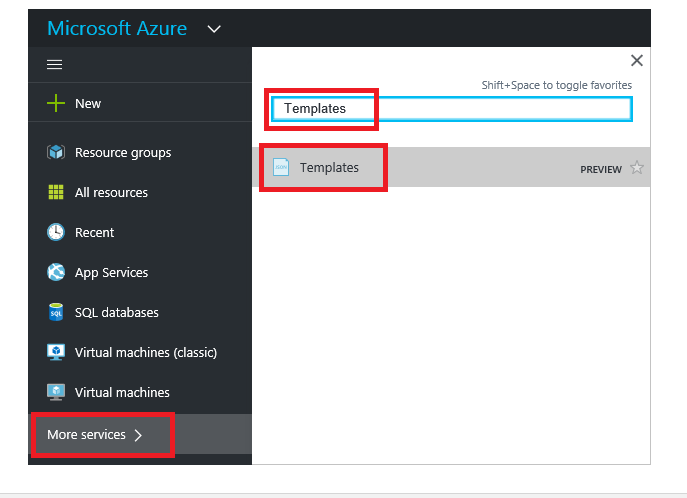 Microsoft Azure
Shift+Space to toggle favorites
New
Templates
Resource groups
Templates
PREVIEW
All resources
Recent
App Services
SQL databases
Virtual machines (classic)
Virtual machines
More services